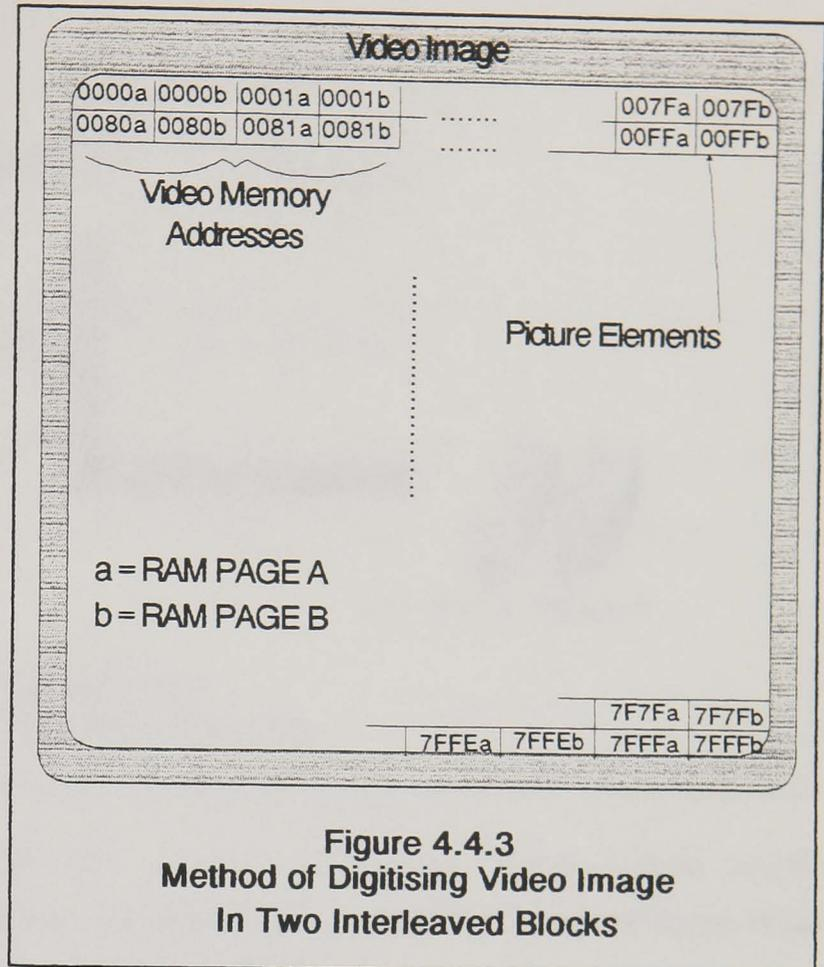 Video Image
0000a 0000b 0001a 0001b ....... 007Fa 007Fb
0080a 0080b 0081a 0081b ....... 00FFa 00FFb
Video Memory
Addresses
Picture Elements
a = RAM PAGE A
b = RAM PAGE B
7F7Fa 7F7Fb
7FFEa 7FFEb 7FFFa 7FFFb
Figure 4.4.3
Method of Digitising Video Image
In Two Interleaved Blocks